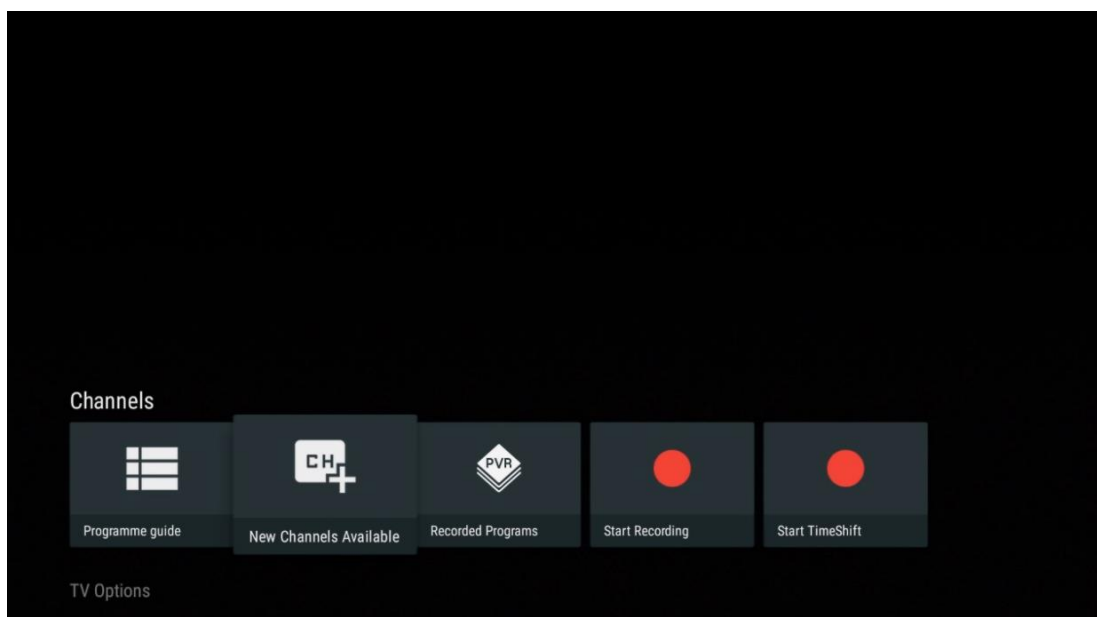 Channels
CH
PVR
Programme guide
New Channels Available
Recorded Programs
Start Recording
Start TimeShift
TV Options